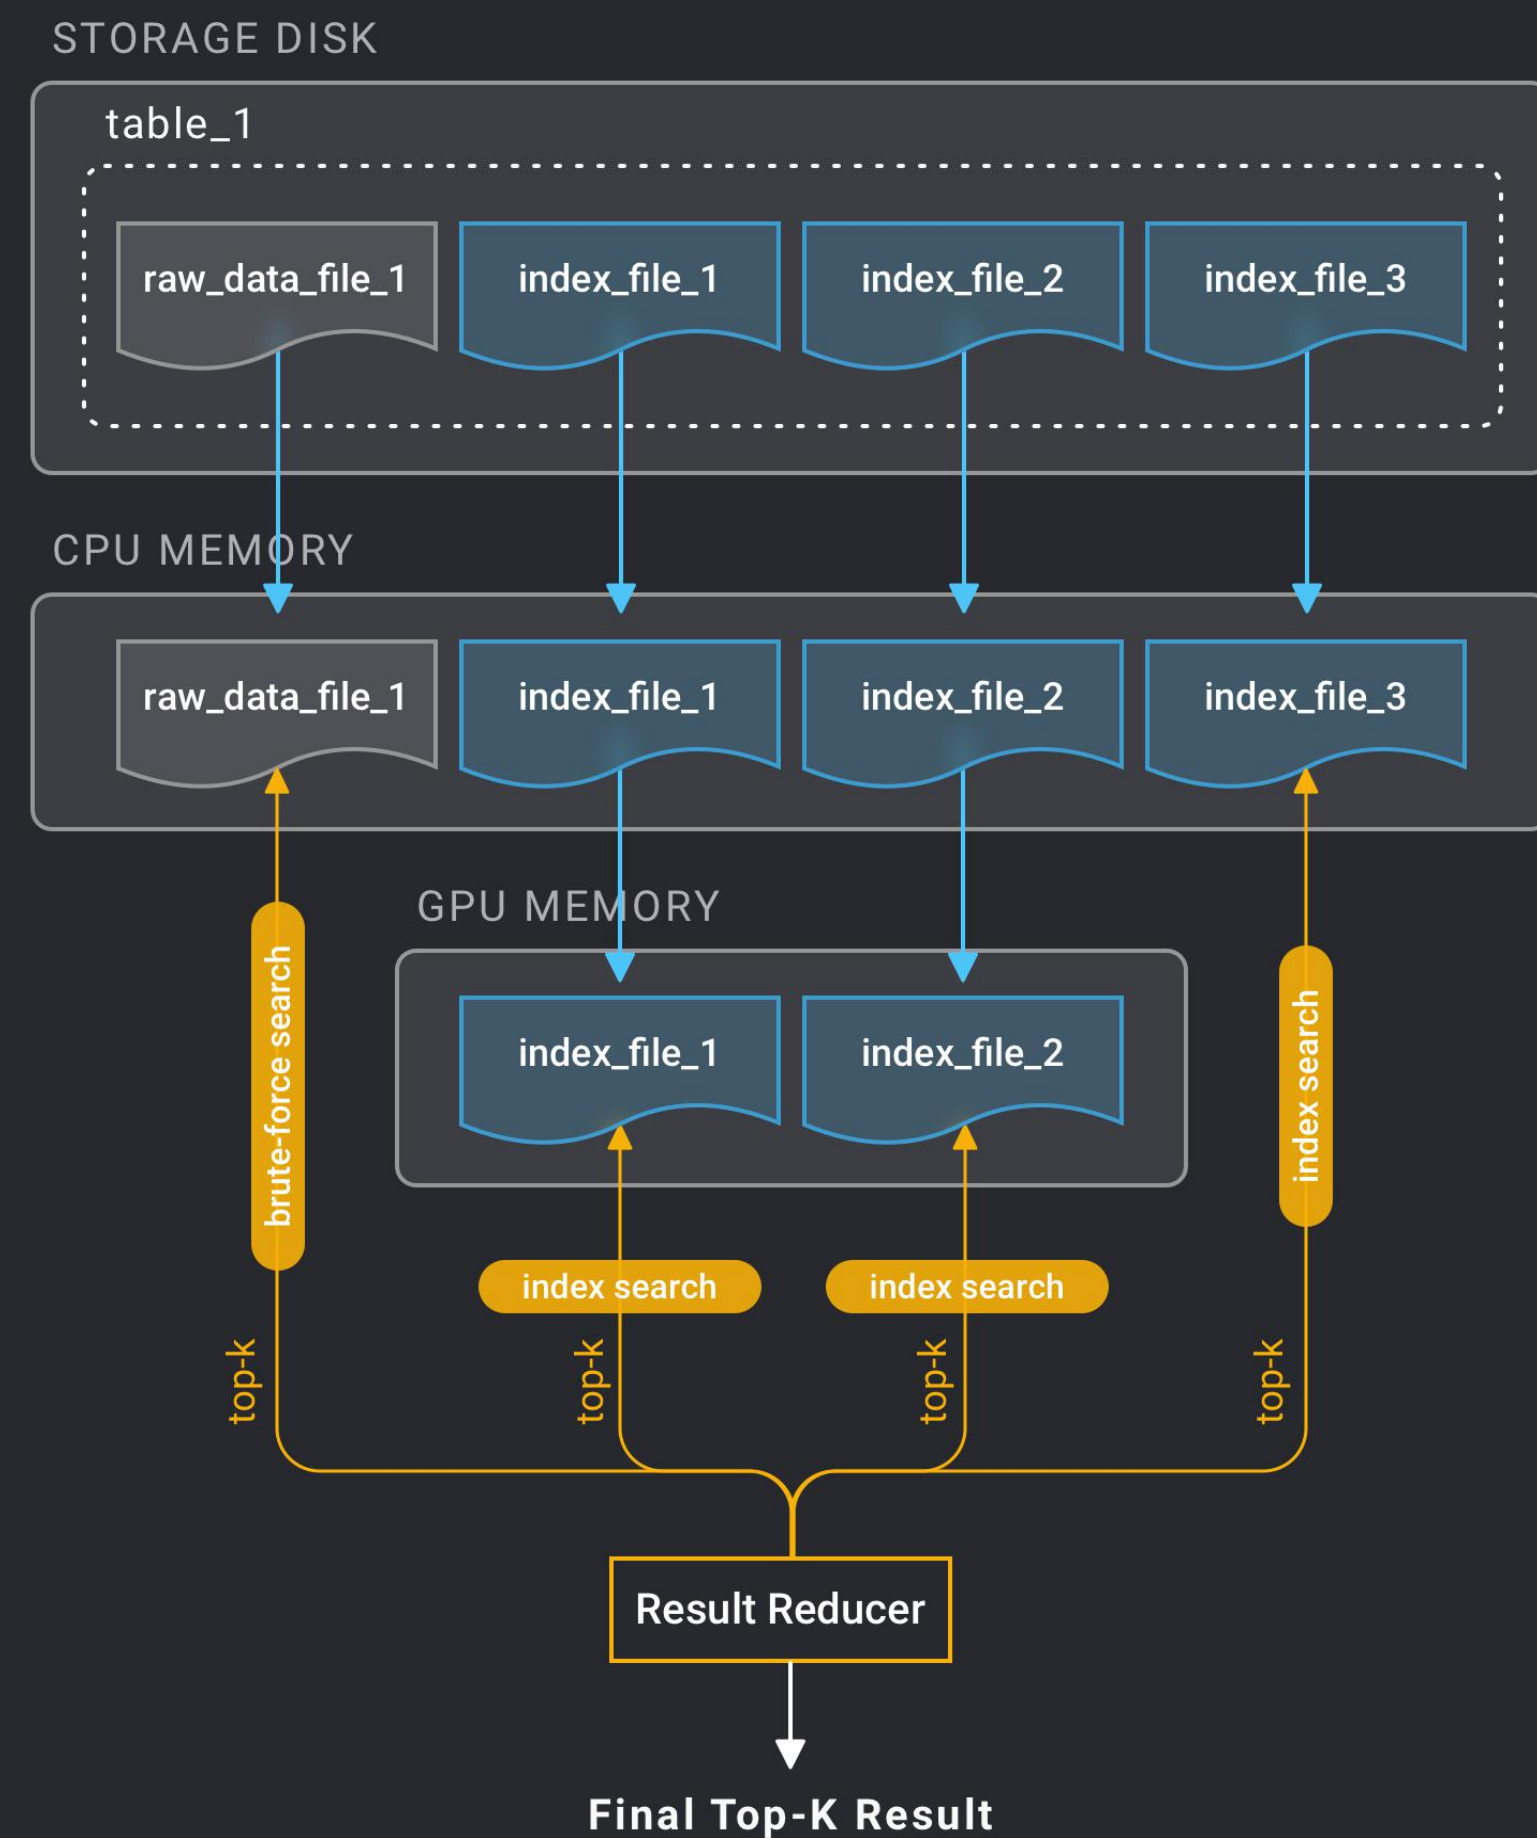 STORAGE DISK
table_1
raw_data_file_1
index_file_1
index_file_2
index_file_3
CPU MEMORY
raw_data_file_1
index_file_1
index_file_2
index_file_3
GPU MEMORY
index_file_1
index_file_2
brute-force search
index search
index search
index search
top-k
top-k
top-k
top-k
Result Reducer
Final Top-K Result